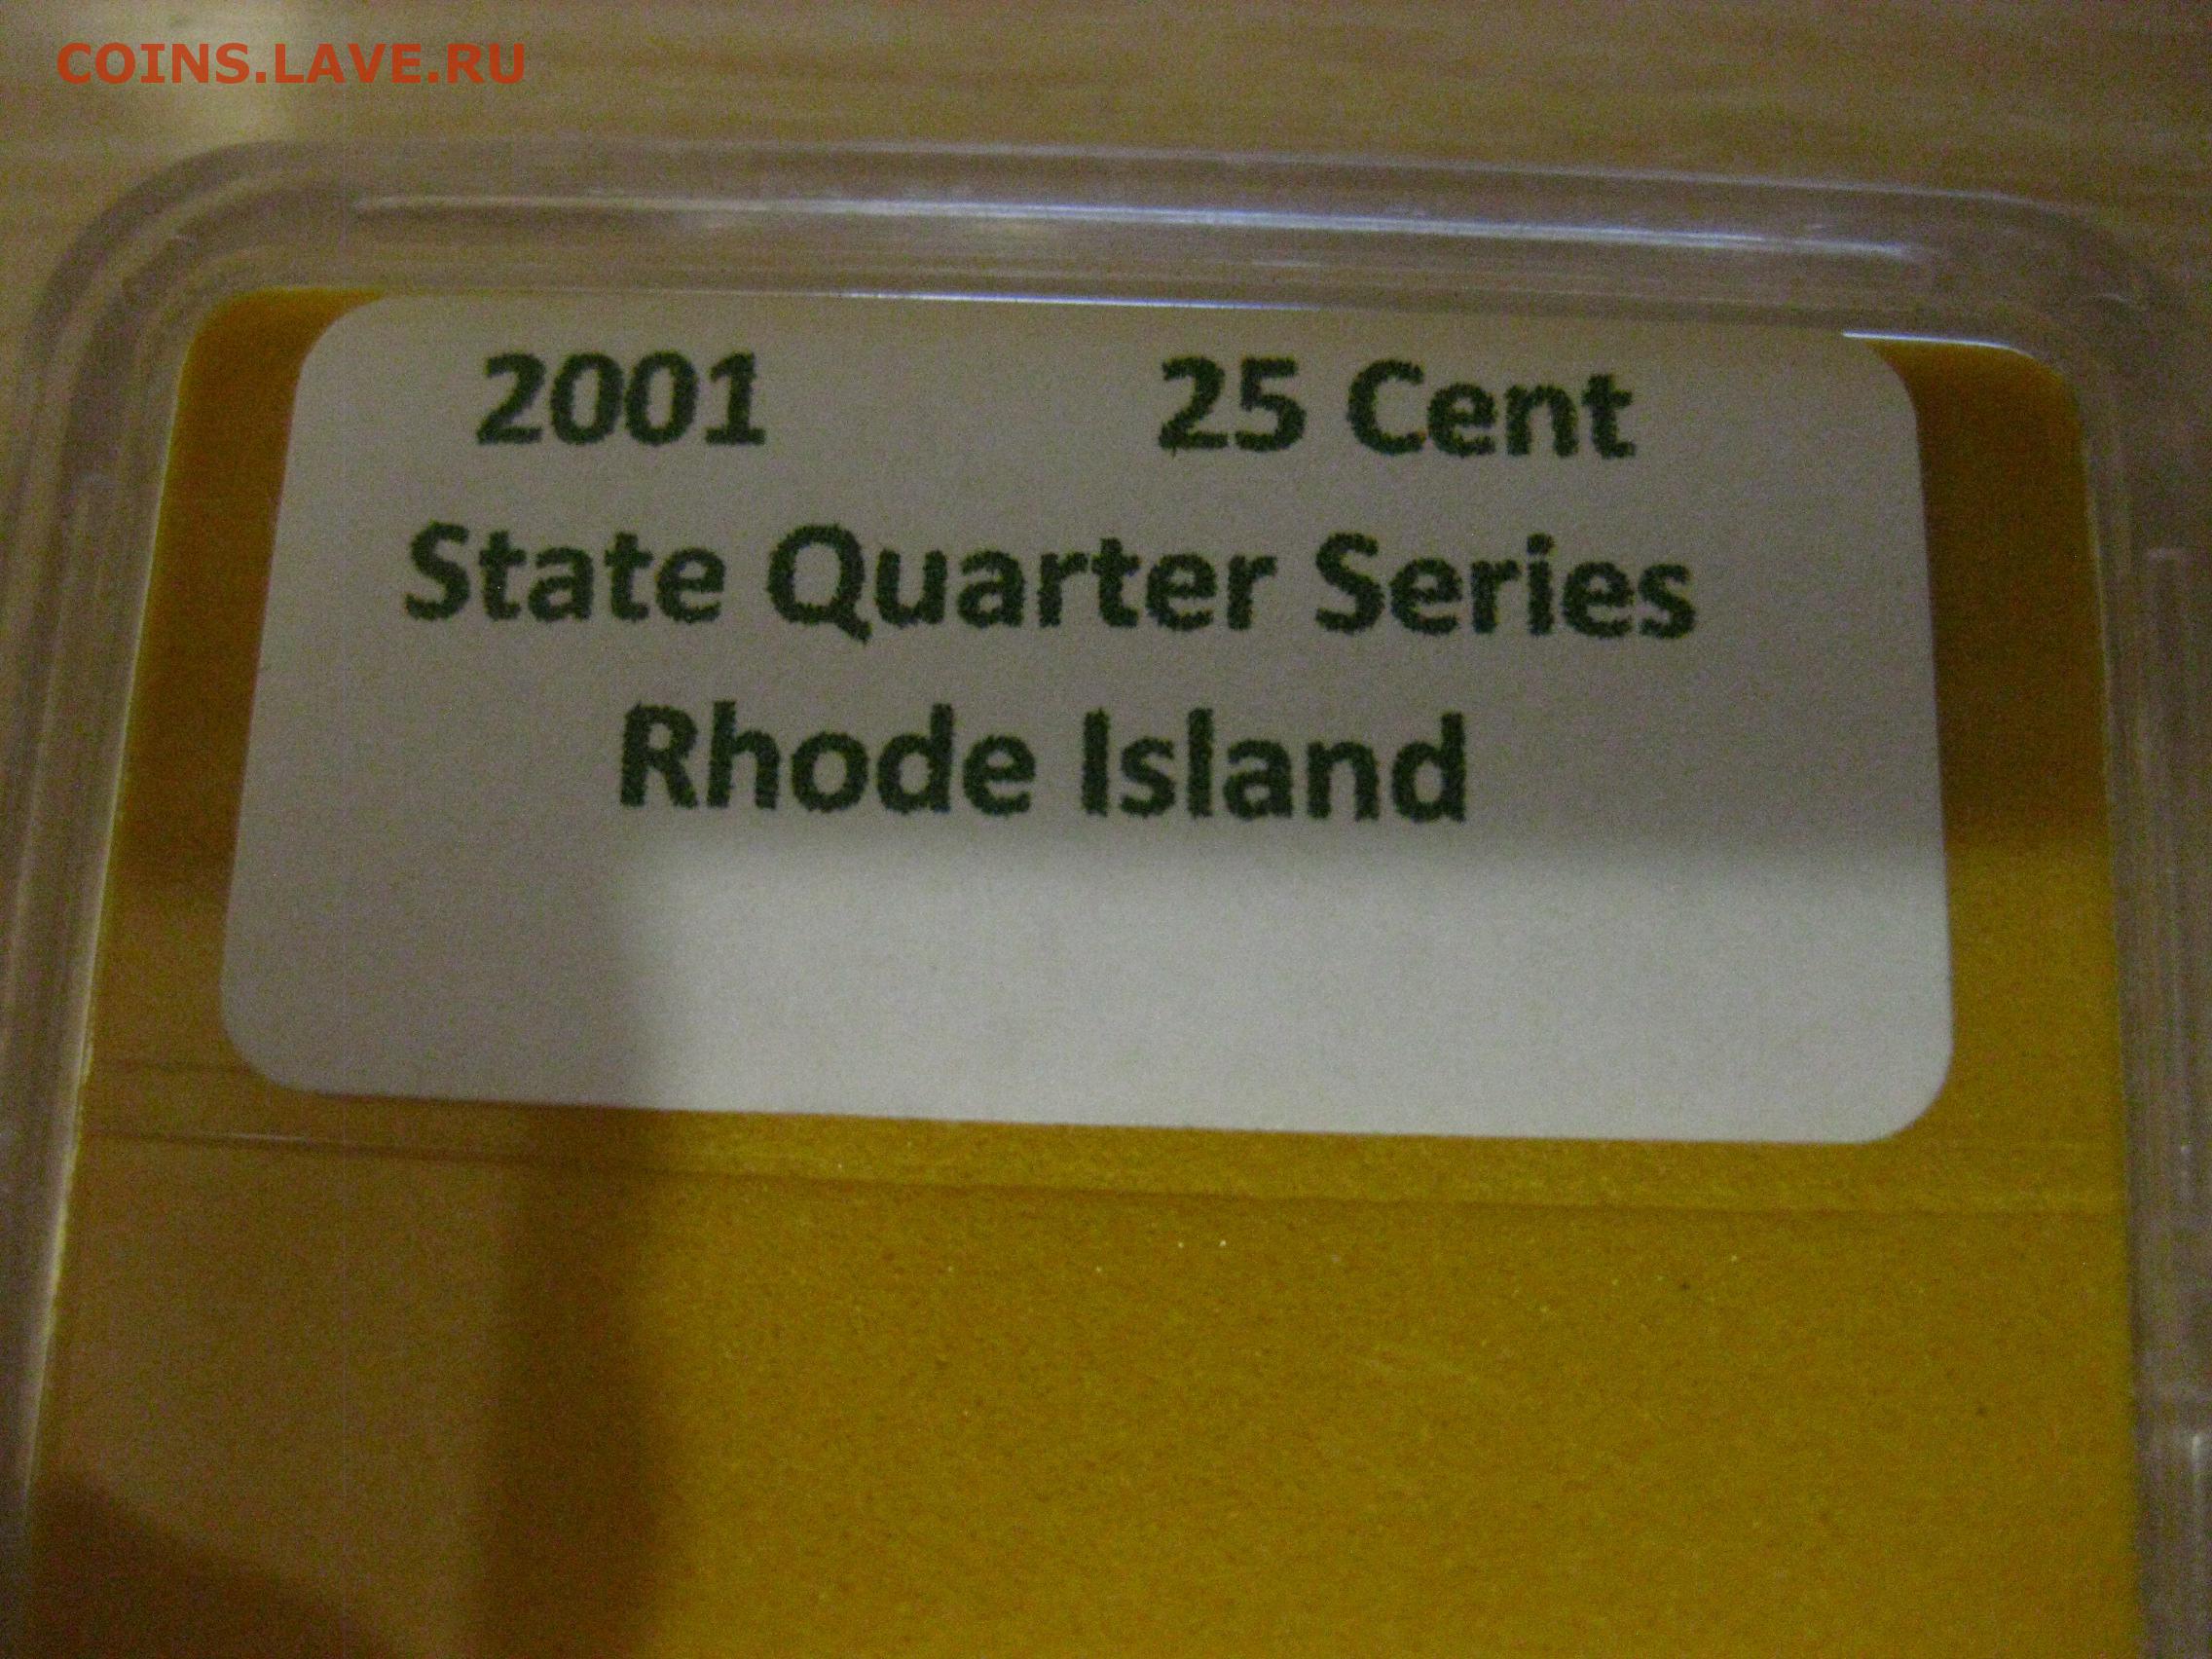 COINS.LAVE.RU
2001 25 Cent
State Quarter Series
Rhode Island